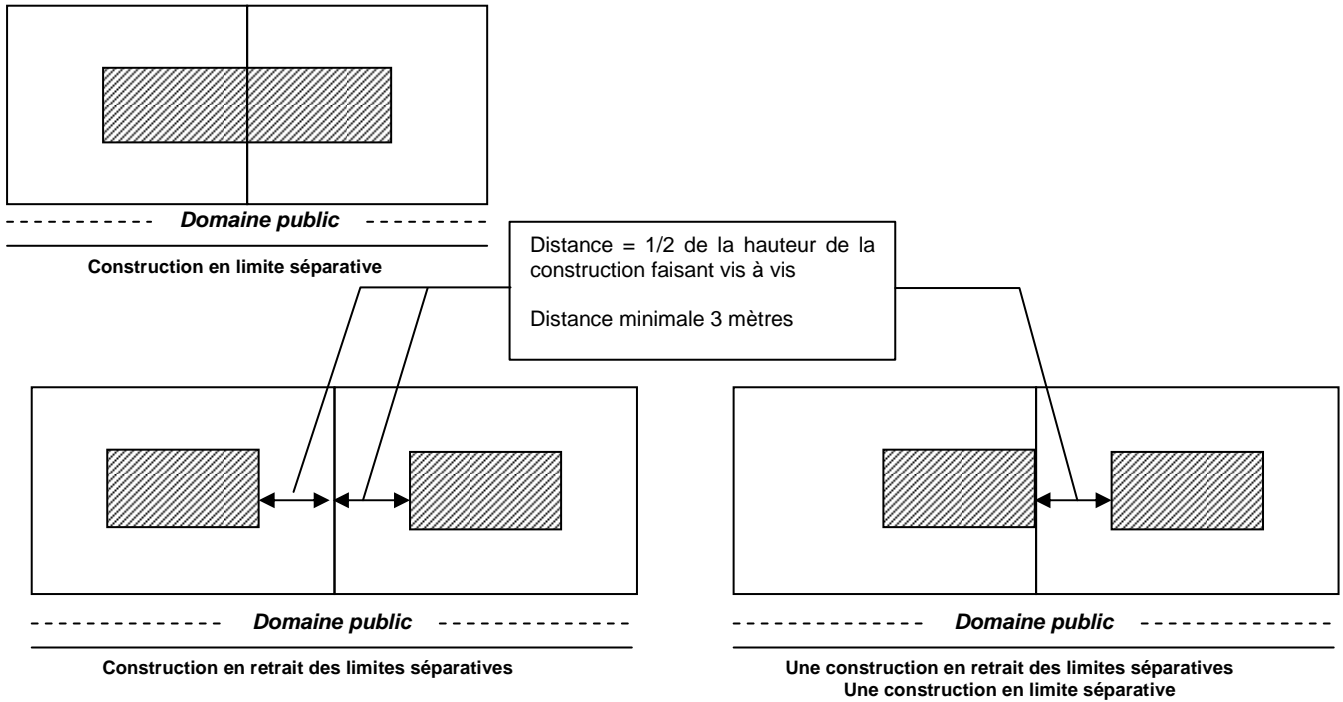 Domaine public
Construction en limite séparative
Distance = 1/2 de la hauteur de la
construction faisant vis à vis
Distance minimale 3 mètres
Domaine public
Construction en retrait des limites séparatives
Domaine public
Une construction en retrait des limites séparatives
Une construction en limite séparative